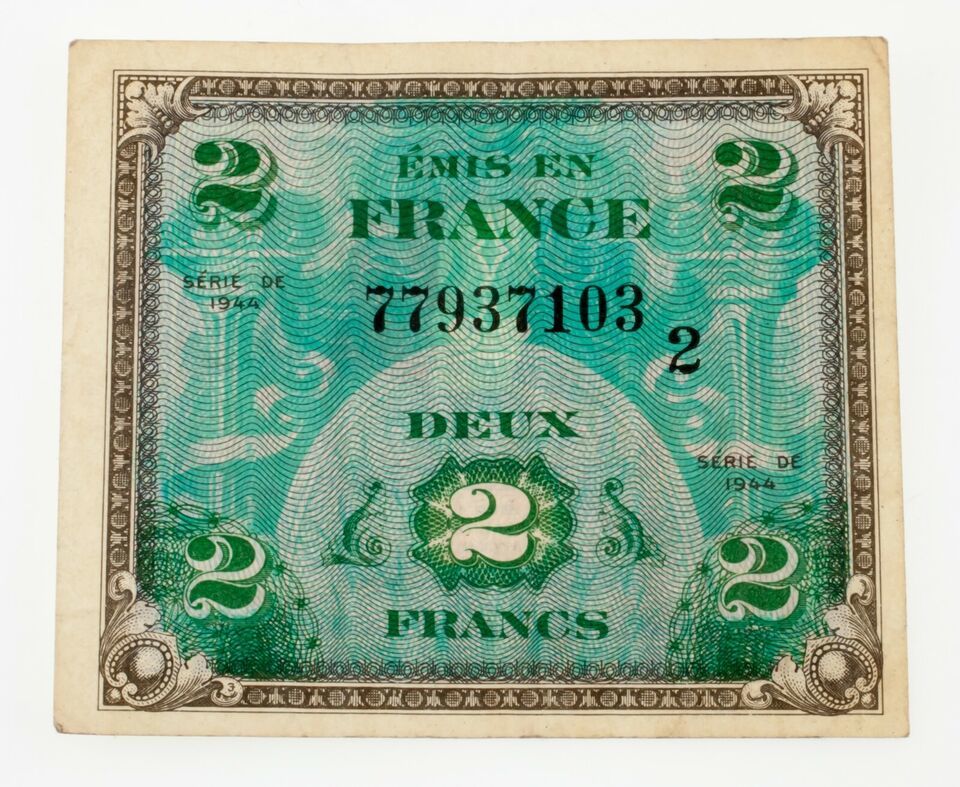 2 2
ÉMIS EN
FRANCE
SÉRIE DE
1944
77937103
2
DEUX
SÉRIE DE
1944
2
2 2
FRANCS
3